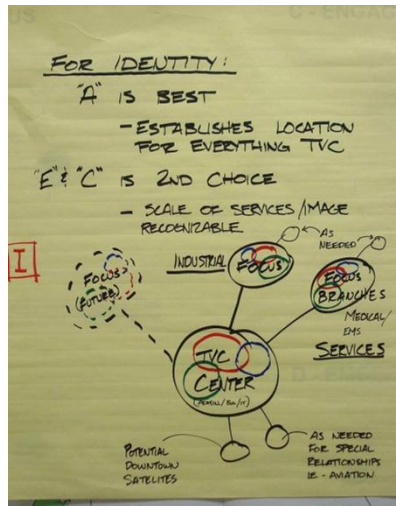 C - ENGAG
FOR IDENTITY:
"A" IS BEST
- ESTABLISHES LOCATION
FOR EVERYTHING TVC
"E" & "C" IS 2ND CHOICE
- SCALE OF SERVICES/IMAGE
RECOGNIZABLE
I
AS
NEEDED
INDUSTRIAL
FOCUS
FOCUS
(FUTURE)
FOCUS
BRANCHES
MEDICAL/
EMS
SERVICES
TVC
CENTER
POTENTIAL
DOWNTOWN
SATELITES
AS NEEDED
FOR SPECIAL
RELATIONSHIPS
IE - AVIATION